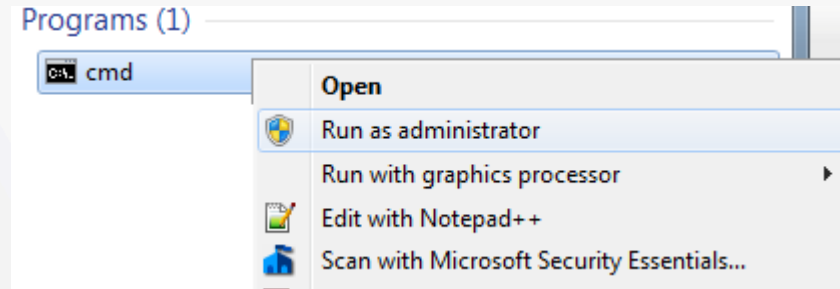 Programs (1)
C:\.
cmd
Open
Run as administrator
Run with graphics processor
Edit with Notepad++
Scan with Microsoft Security Essentials...